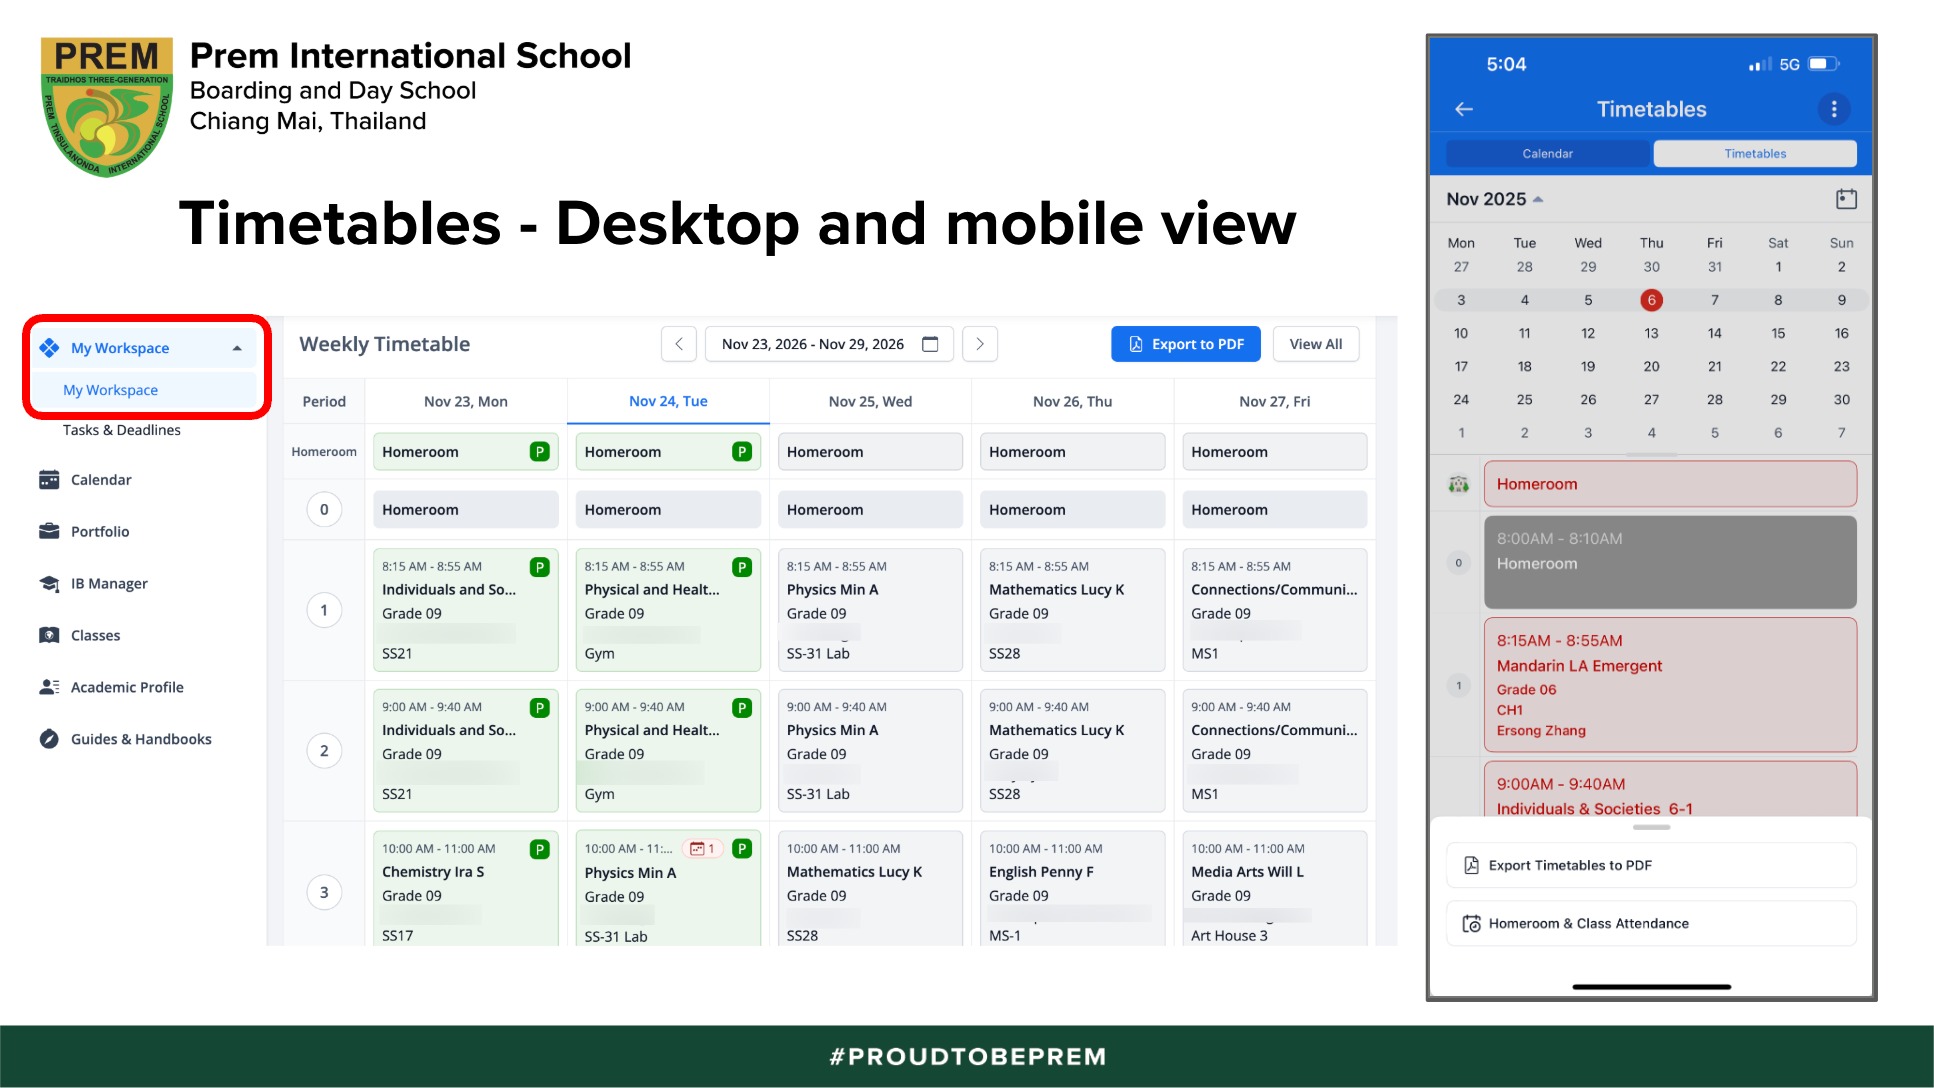 PREM
TRAIDHOS THREE-GENERATION
PREM TINSULANONDA INTERNATIONAL SCHOOL
Prem International School
Boarding and Day School
Chiang Mai, Thailand
Timetables - Desktop and mobile view
My Workspace
My Workspace
Tasks & Deadlines
Calendar
Portfolio
IB Manager
Classes
Academic Profile
Guides & Handbooks
Weekly Timetable
Nov 23, 2026 - Nov 29, 2026
Export to PDF
View All
Period Nov 23, Mon Nov 24, Tue Nov 25, Wed Nov 26, Thu Nov 27, Fri
Homeroom Homeroom P Homeroom P Homeroom Homeroom Homeroom
0 Homeroom Homeroom Homeroom Homeroom Homeroom
1
8:15 AM - 8:55 AM P
Individuals and So...
Grade 09
SS21
8:15 AM - 8:55 AM P
Physical and Healt...
Grade 09
Gym
8:15 AM - 8:55 AM
Physics Min A
Grade 09
SS-31 Lab
8:15 AM - 8:55 AM
Mathematics Lucy K
Grade 09
SS28
8:15 AM - 8:55 AM
Connections/Communi...
Grade 09
MS1
2
9:00 AM - 9:40 AM P
Individuals and So...
Grade 09
SS21
9:00 AM - 9:40 AM P
Physical and Healt...
Grade 09
Gym
9:00 AM - 9:40 AM
Physics Min A
Grade 09
SS-31 Lab
9:00 AM - 9:40 AM
Mathematics Lucy K
Grade 09
SS28
9:00 AM - 9:40 AM
Connections/Communi...
Grade 09
MS1
3
10:00 AM - 11:00 AM P
Chemistry Ira S
Grade 09
SS17
10:00 AM - 11:... 1 P
Physics Min A
Grade 09
SS-31 Lab
10:00 AM - 11:00 AM
Mathematics Lucy K
Grade 09
SS28
10:00 AM - 11:00 AM
English Penny F
Grade 09
MS-1
10:00 AM - 11:00 AM
Media Arts Will L
Grade 09
Art House 3
5:04 5G
Timetables
Calendar Timetables
Nov 2025
Mon Tue Wed Thu Fri Sat Sun
27 28 29 30 31 1 2
3 4 5 6 7 8 9
10 11 12 13 14 15 16
17 18 19 20 21 22 23
24 25 26 27 28 29 30
1 2 3 4 5 6 7
Homeroom
0
8:00AM - 8:10AM
Homeroom
1
8:15AM - 8:55AM
Mandarin LA Emergent
Grade 06
CH1
Ersong Zhang
9:00AM - 9:40AM
Individuals & Societies 6-1
Export Timetables to PDF
Homeroom & Class Attendance
#PROUDTOBEPREM